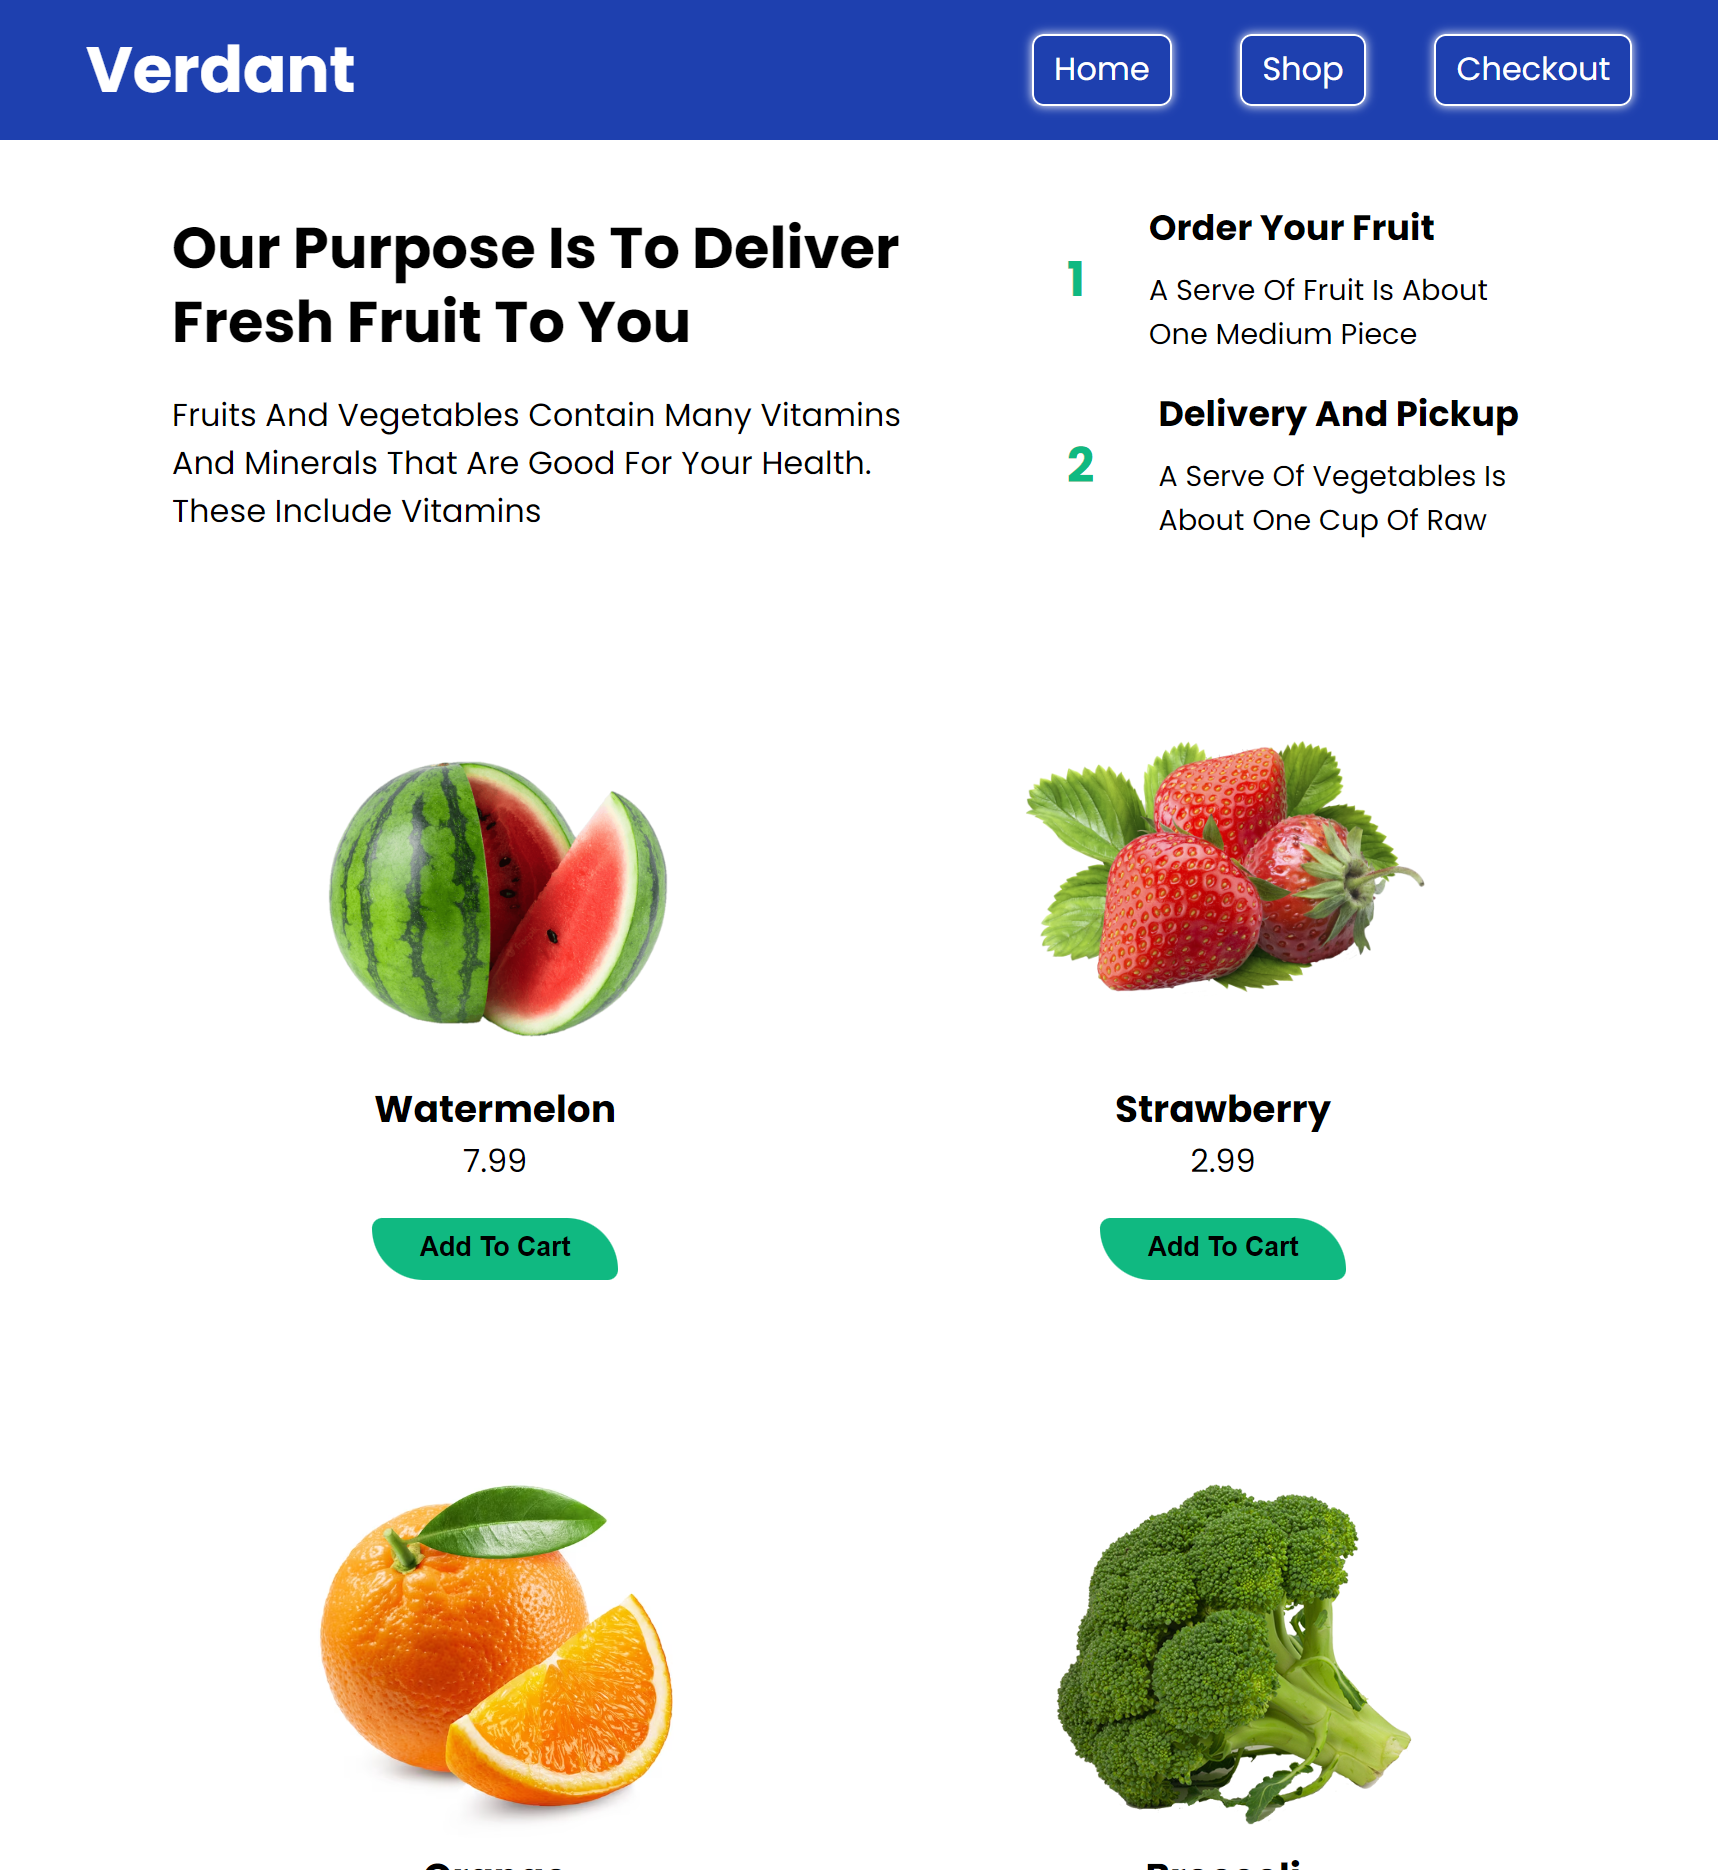 Verdant
Home
Shop
Checkout
Our Purpose Is To Deliver
Fresh Fruit To You
Fruits And Vegetables Contain Many Vitamins
And Minerals That Are Good For Your Health.
These Include Vitamins
1
Order Your Fruit
A Serve Of Fruit Is About
One Medium Piece
2
Delivery And Pickup
A Serve Of Vegetables Is
About One Cup Of Raw
Watermelon
7.99
Add To Cart
Strawberry
2.99
Add To Cart